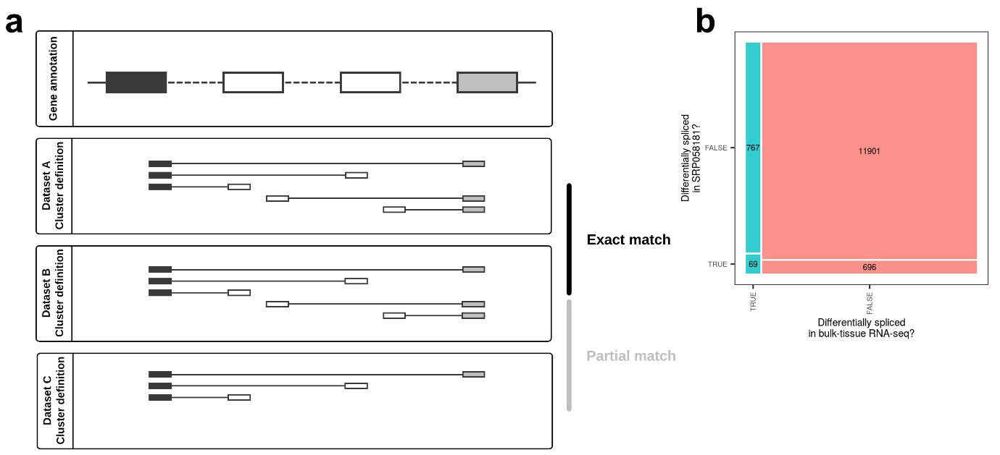 a
Gene annotation
Dataset A
Cluster definition
Dataset B
Cluster definition
Dataset C
Cluster definition
Exact match
Partial match
b
Differentially spliced
in SRP058181?
FALSE
TRUE
767
11901
69
696
TRUE
FALSE
Differentially spliced
in bulk-tissue RNA-seq?